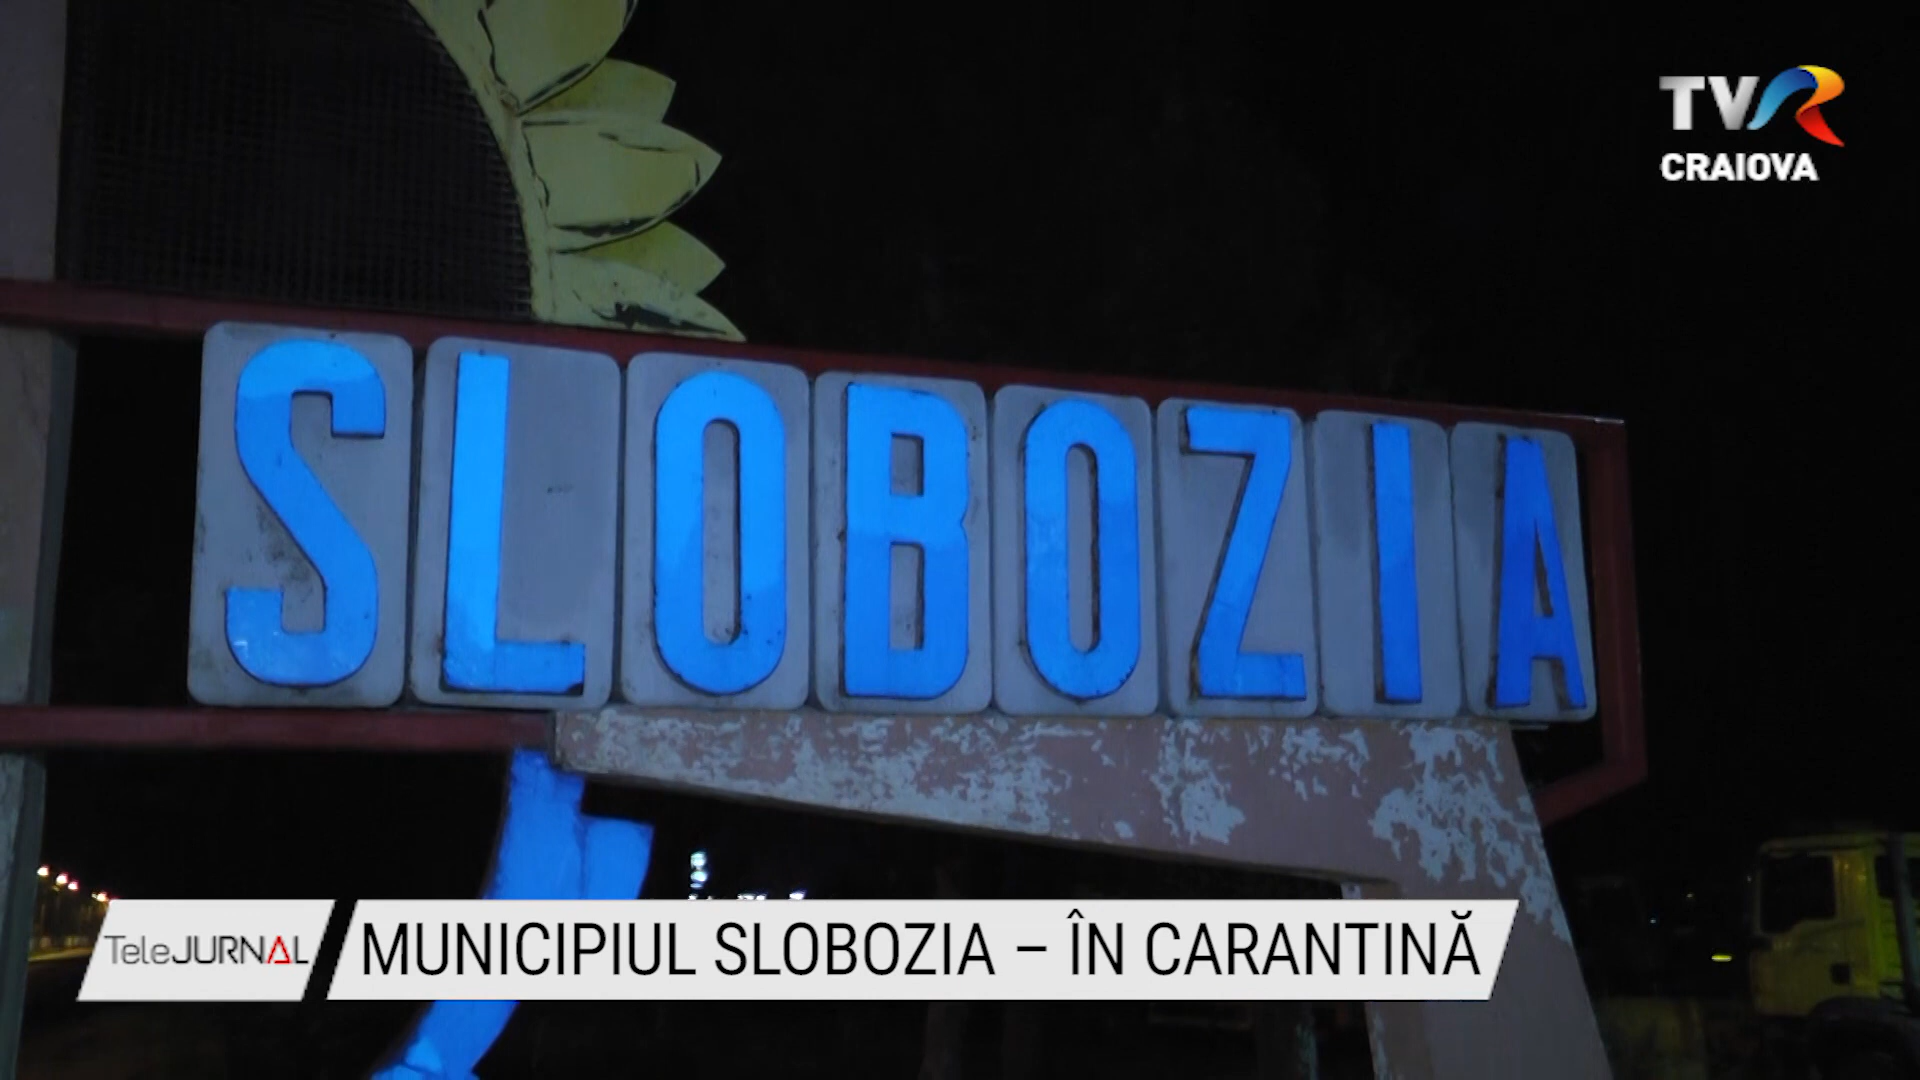 TVR
CRAIOVA
SLOBOZIA
TeleJURNAL
MUNICIPIUL SLOBOZIA – ÎN CARANTINĂ